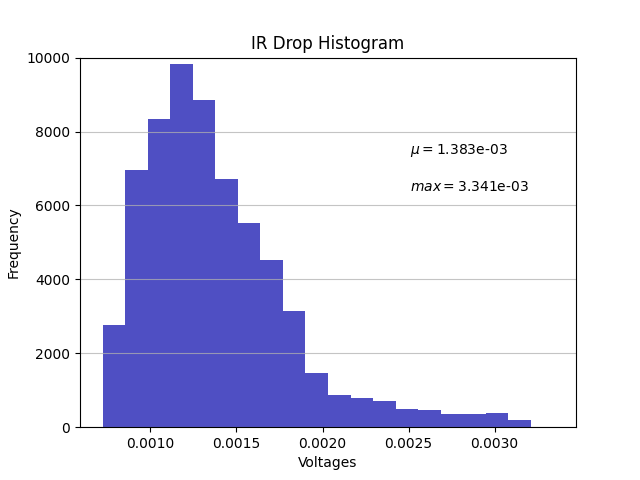 IR Drop Histogram
10000
8000
6000
4000
2000
0
Frequency
μ = 1.383e-03
max = 3.341e-03
0.0010 0.0015 0.0020 0.0025 0.0030
Voltages